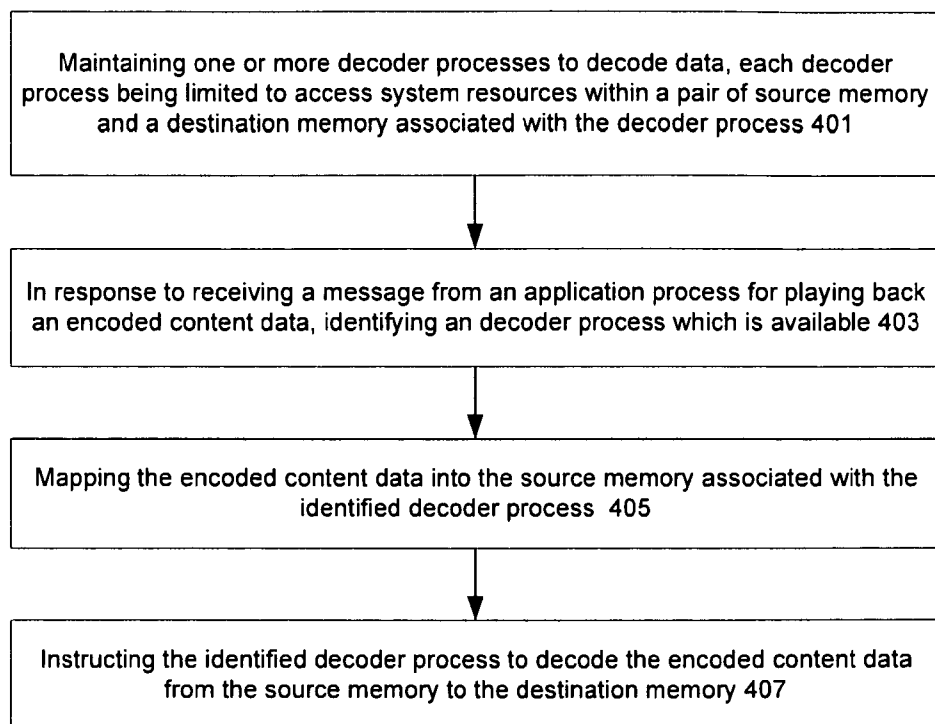 Maintaining one or more decoder processes to decode data, each decoder
process being limited to access system resources within a pair of source memory
and a destination memory associated with the decoder process 401
In response to receiving a message from an application process for playing back
an encoded content data, identifying an decoder process which is available 403
Mapping the encoded content data into the source memory associated with the
identified decoder process 405
Instructing the identified decoder process to decode the encoded content data
from the source memory to the destination memory 407